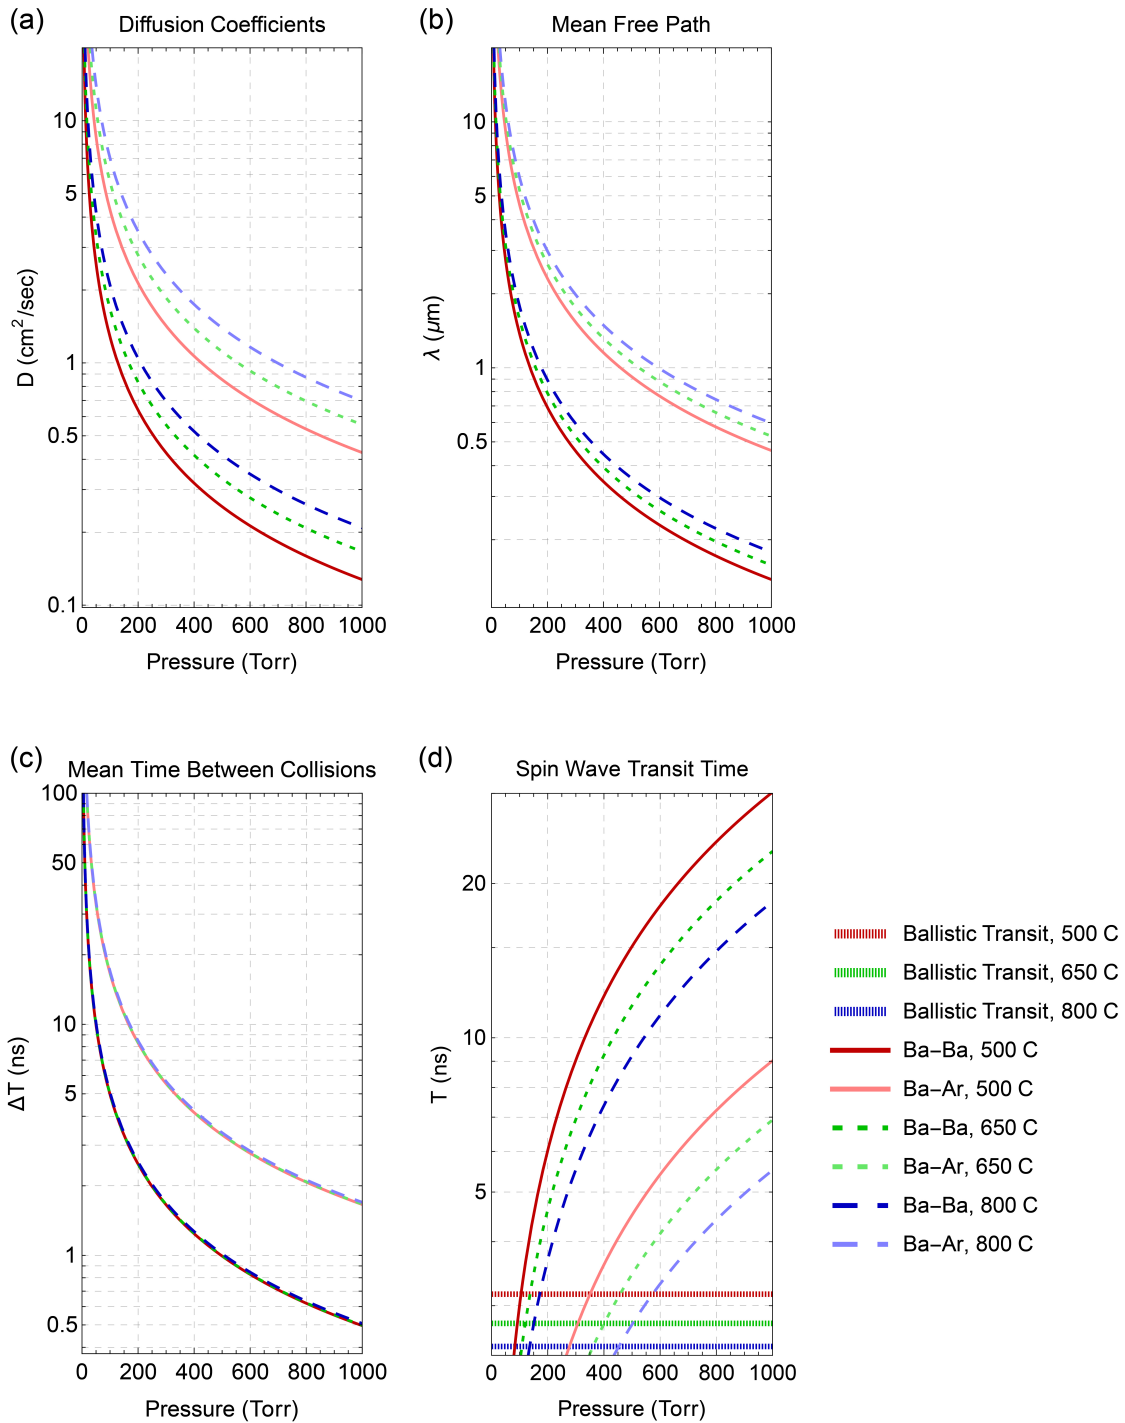 (a)
Diffusion Coefficients
D (cm²/sec)
10
5
1
0.5
0.1
0 200 400 600 800 1000
Pressure (Torr)
(b)
Mean Free Path
λ (μm)
10
5
1
0.5
0 200 400 600 800 1000
Pressure (Torr)
(c)
Mean Time Between Collisions
ΔT (ns)
100
50
10
5
1
0.5
0 200 400 600 800 1000
Pressure (Torr)
(d)
Spin Wave Transit Time
T (ns)
20
10
5
0 200 400 600 800 1000
Pressure (Torr)
Ballistic Transit, 500 C
Ballistic Transit, 650 C
Ballistic Transit, 800 C
Ba–Ba, 500 C
Ba–Ar, 500 C
Ba–Ba, 650 C
Ba–Ar, 650 C
Ba–Ba, 800 C
Ba–Ar, 800 C